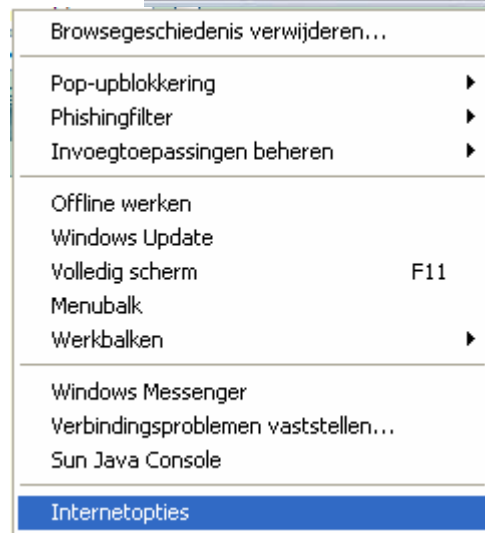 Browsegeschiedenis verwijderen...
Pop-upblokkering
Phishingfilter
Invoegtoepassingen beheren
Offline werken
Windows Update
Volledig scherm F11
Menubalk
Werkbalken
Windows Messenger
Verbindingsproblemen vaststellen...
Sun Java Console
Internetopties